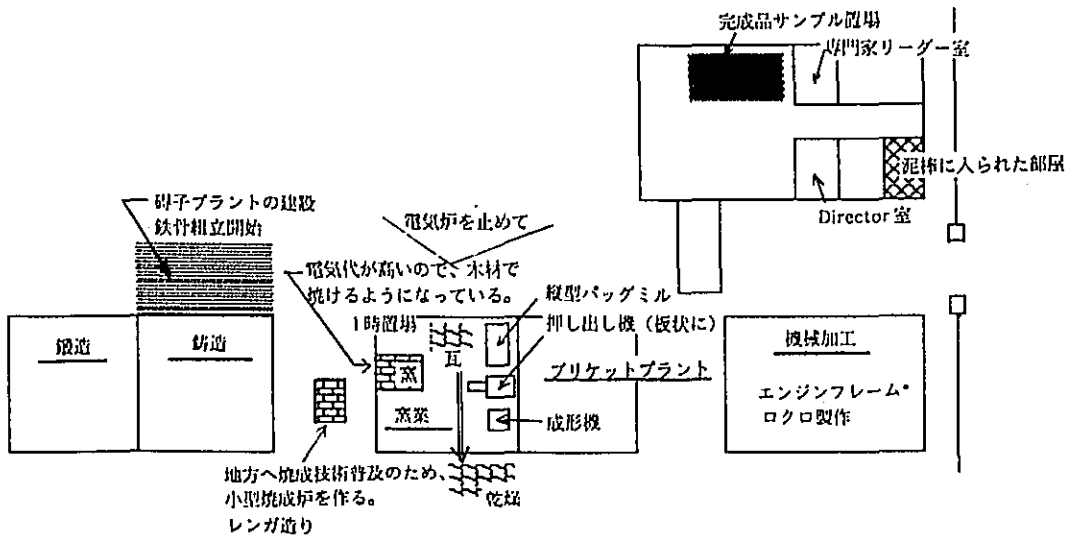 完成品サンプル置場
専門家リーダー室
泥棒に入られた部屋
Director 室
碍子プラントの建設
鉄骨組立開始
電気炉を止めて
電気代が高いので、木材で
焼けるようになっている。
縦型パッグミル
押し出し機（板状に）
1時置場
鍛造
鋳造
瓦
窯
ブリケットプラント
機械加工
エンジンフレーム
ロクロ製作
窯業
成形機
地方へ焼成技術普及のため、
小型焼成炉を作る。
レンガ造り
乾燥